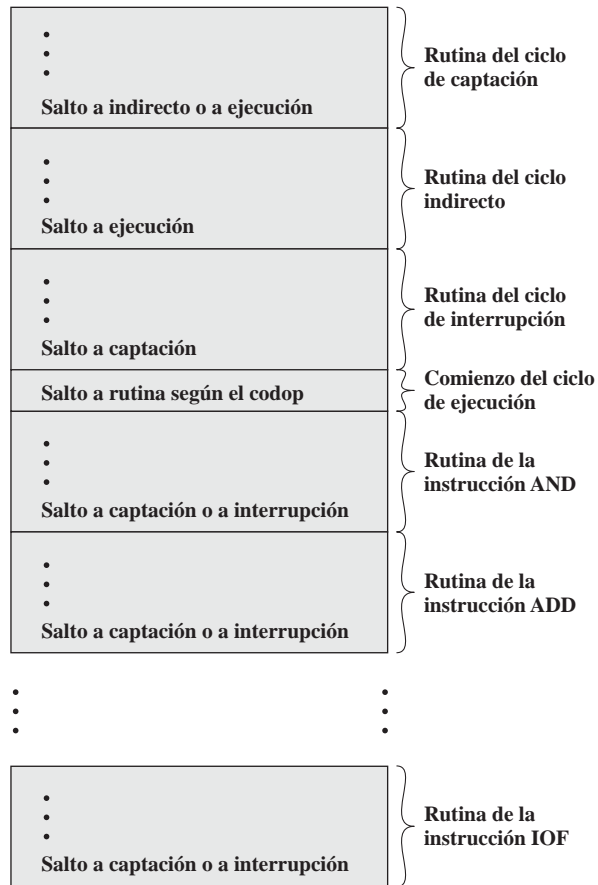 Salto a indirecto o a ejecución
Rutina del ciclo
de captación
Salto a ejecución
Rutina del ciclo
indirecto
Salto a captación
Rutina del ciclo
de interrupción
Salto a rutina según el codop
Comienzo del ciclo
de ejecución
Salto a captación o a interrupción
Rutina de la
instrucción AND
Salto a captación o a interrupción
Rutina de la
instrucción ADD
Salto a captación o a interrupción
Rutina de la
instrucción IOF